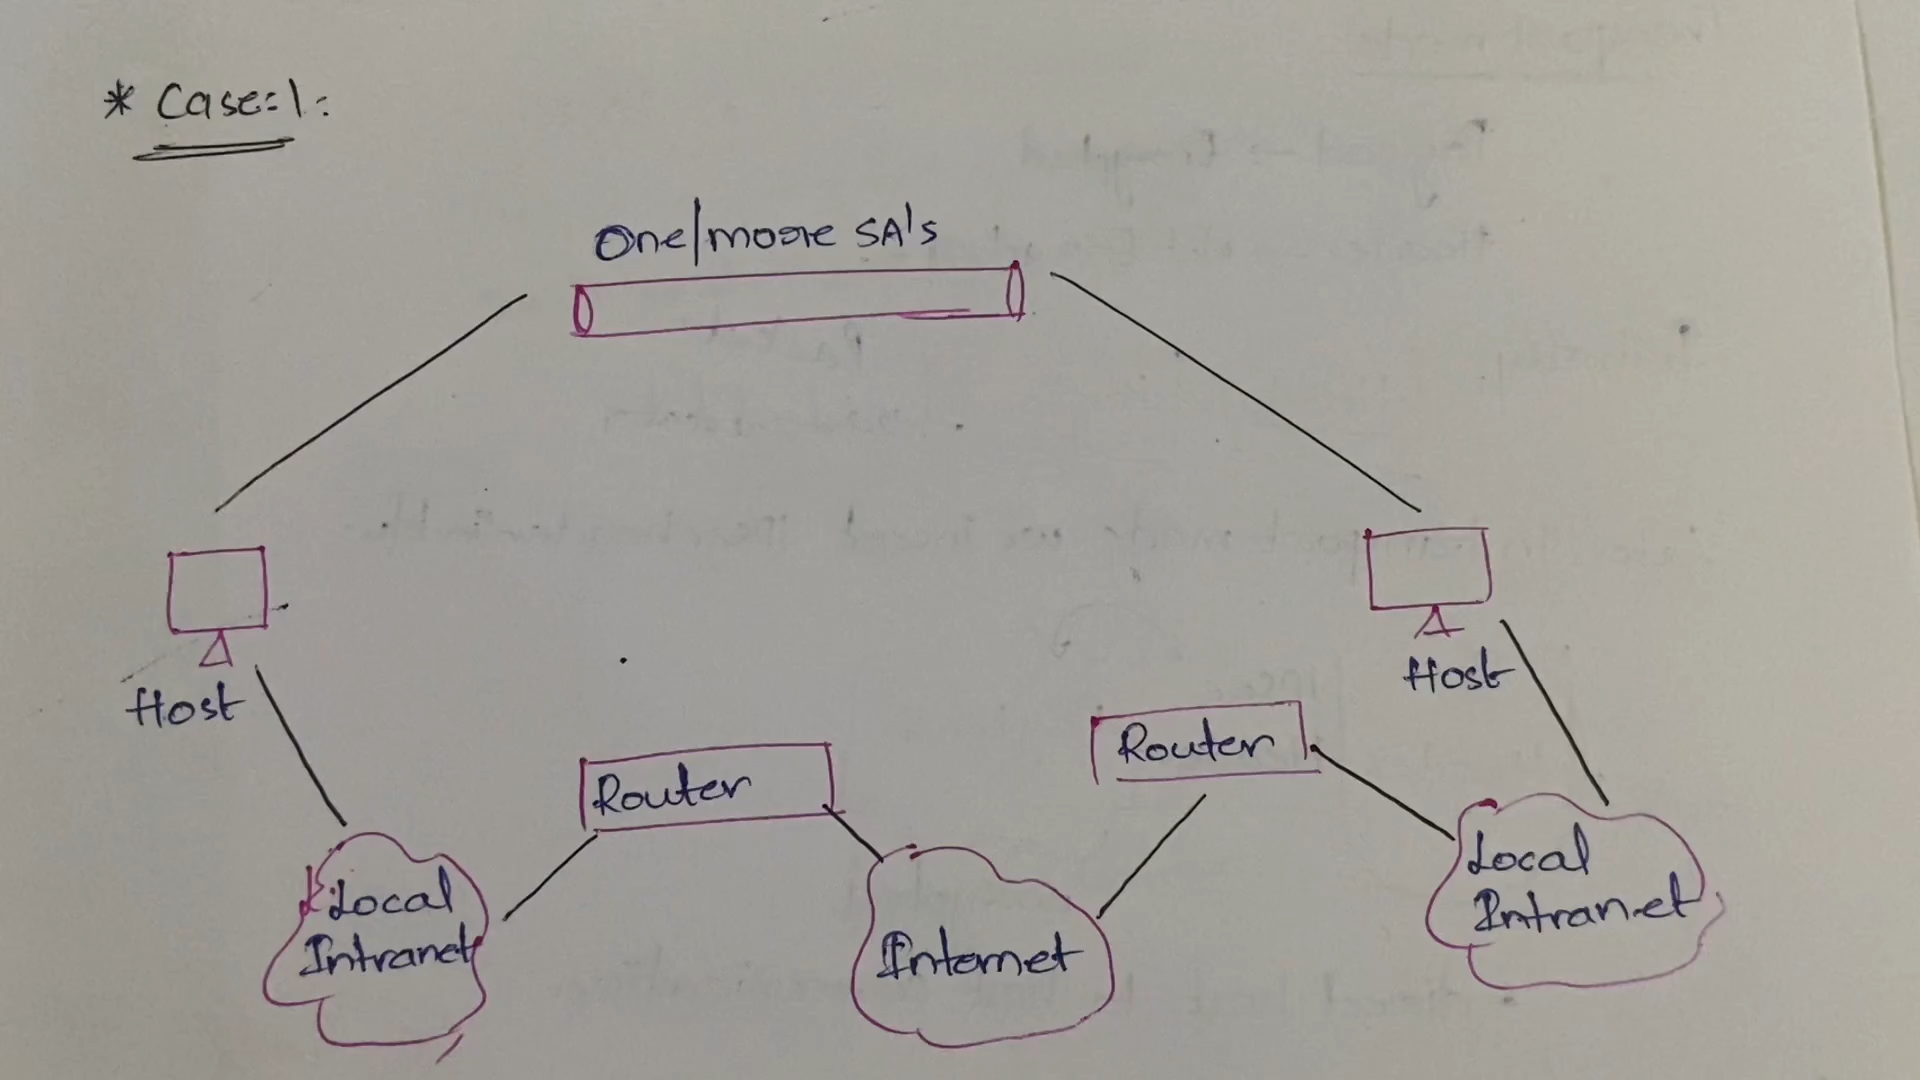 * Case:1:
One/more SA's
Host
Host
Router
Router
Local
Intranet
Internet
Local
Intranet